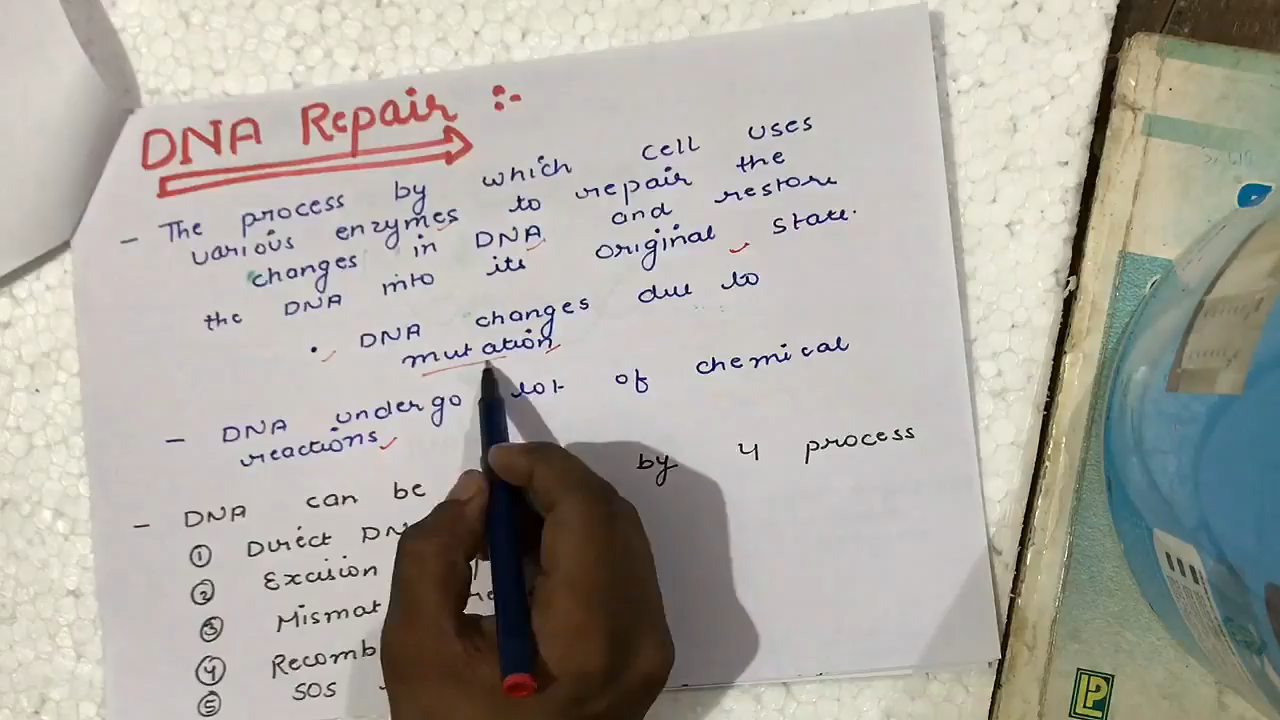 DNA Repair :-
- The process by which cell uses
various enzymes to repair the
changes in DNA and restore
the DNA into its original state.
• DNA changes due to
mutation
- DNA undergo lot of chemical
reactions
- DNA can be by 4 process
① Direct
② Excision
③
④
⑤ SOS
LP